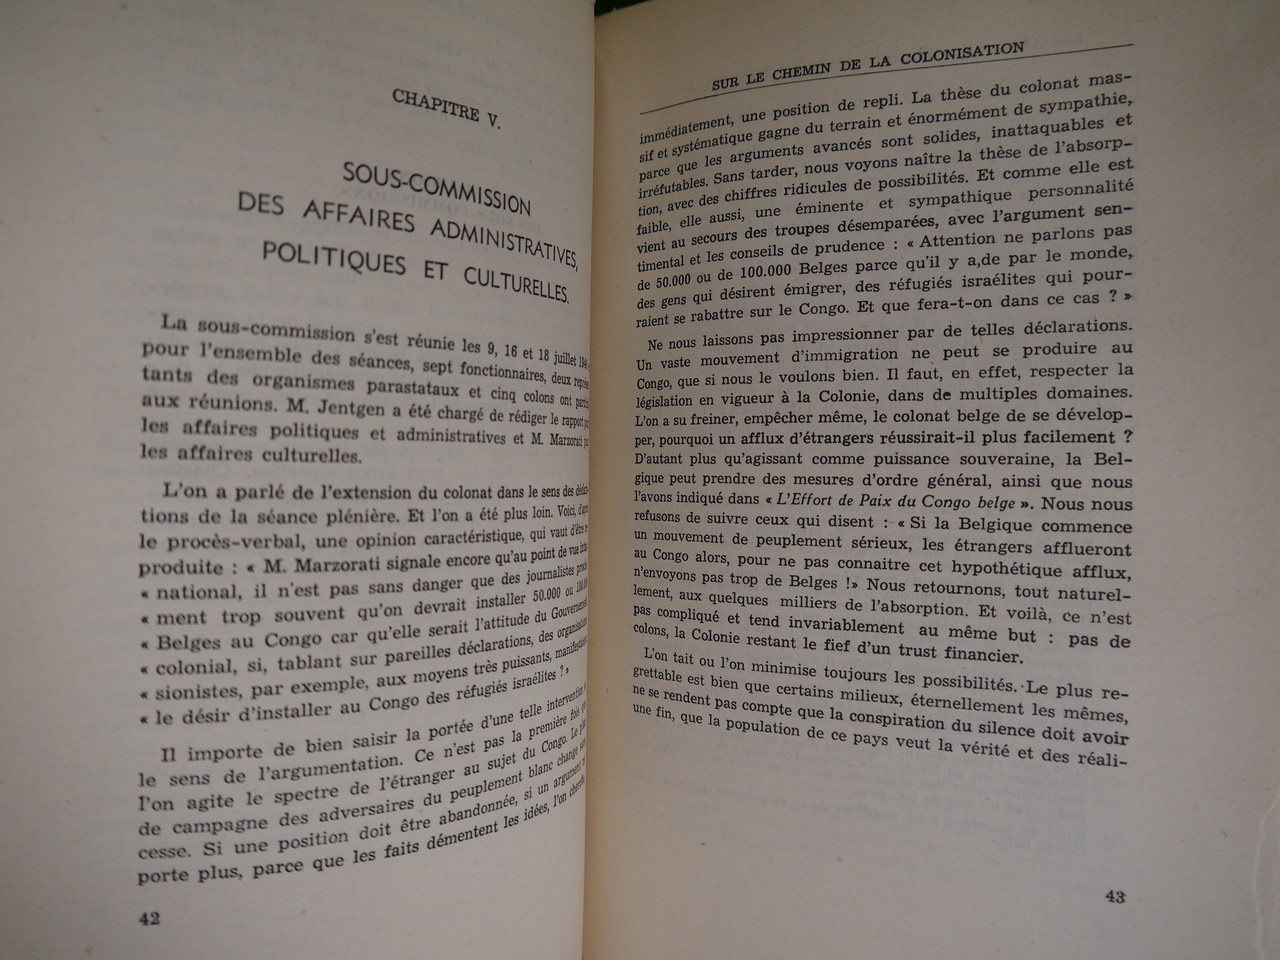 CHAPITRE V.
SOUS-COMMISSION
DES AFFAIRES ADMINISTRATIVES,
POLITIQUES ET CULTURELLES.
La sous-commission s'est réunie les 9, 16 et 18 juillet
pour l'ensemble des séances, sept fonctionnaires, deux
tants des organismes parastataux et cinq colons ont
aux réunions. M. Jentgen a été chargé de rédiger le rapport
les affaires politiques et administratives et M. Marzorati
les affaires culturelles.
L'on a parlé de l'extension du colonat dans le sens des
tions de la séance plénière. Et l'on a été plus loin. Voici,
le procès-verbal, une opinion caractéristique, qui vaut d'être
produite : « M. Marzorati signale encore qu'au point de vue
« national, il n'est pas sans danger que des journalistes
« ment trop souvent qu'on devrait installer 50.000 ou
« Belges au Congo car qu'elle serait l'attitude du Gouvernement
« colonial, si, tablant sur pareilles déclarations, des
« sionistes, par exemple, aux moyens très puissants,
« le désir d'installer au Congo des réfugiés israélites ? »
Il importe de bien saisir la portée d'une telle intervention
le sens de l'argumentation. Ce n'est pas la première fois
l'on agite le spectre de l'étranger au sujet du Congo. Le
de campagne des adversaires du peuplement blanc change
cesse. Si une position doit être abandonnée, si un argument
porte plus, parce que les faits démentent les idées, l'on
42
SUR LE CHEMIN DE LA COLONISATION
immédiatement, une position de repli. La thèse du colonat mas-
sif et systématique gagne du terrain et énormément de sympathie,
parce que les arguments avancés sont solides, inattaquables et
irréfutables. Sans tarder, nous voyons naître la thèse de l'absorp-
tion, avec des chiffres ridicules de possibilités. Et comme elle est
faible, elle aussi, une éminente et sympathique personnalité
vient au secours des troupes désemparées, avec l'argument sen-
timental et les conseils de prudence : « Attention ne parlons pas
de 50.000 ou de 100.000 Belges parce qu'il y a,de par le monde,
des gens qui désirent émigrer, des réfugiés israélites qui pour-
raient se rabattre sur le Congo. Et que fera-t-on dans ce cas ? »
Ne nous laissons pas impressionner par de telles déclarations.
Un vaste mouvement d'immigration ne peut se produire au
Congo, que si nous le voulons bien. Il faut, en effet, respecter la
législation en vigueur à la Colonie, dans de multiples domaines.
L'on a su freiner, empêcher même, le colonat belge de se dévelop-
per, pourquoi un afflux d'étrangers réussirait-il plus facilement ?
D'autant plus qu'agissant comme puissance souveraine, la Bel-
gique peut prendre des mesures d'ordre général, ainsi que nous
l'avons indiqué dans « L'Effort de Paix du Congo belge ». Nous nous
refusons de suivre ceux qui disent : « Si la Belgique commence
un mouvement de peuplement sérieux, les étrangers afflueront
au Congo alors, pour ne pas connaitre cet hypothétique afflux,
n'envoyons pas trop de Belges !» Nous retournons, tout naturel-
lement, aux quelques milliers de l'absorption. Et voilà, ce n'est
pas compliqué et tend invariablement au même but : pas de
colons, la Colonie restant le fief d'un trust financier.
L'on tait ou l'on minimise toujours les possibilités. Le plus re-
grettable est bien que certains milieux, éternellement les mêmes,
ne se rendent pas compte que la conspiration du silence doit avoir
une fin, que la population de ce pays veut la vérité et des réali-
43